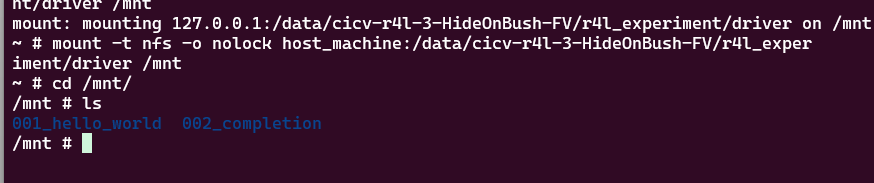 nt/driver /mnt
mount: mounting 127.0.0.1:/data/cicv-r4l-3-HideOnBush-FV/r4l_experiment/driver on /mnt
~ # mount -t nfs -o nolock host_machine:/data/cicv-r4l-3-HideOnBush-FV/r4l_exper
iment/driver /mnt
~ # cd /mnt/
/mnt # ls
001_hello_world  002_completion
/mnt #